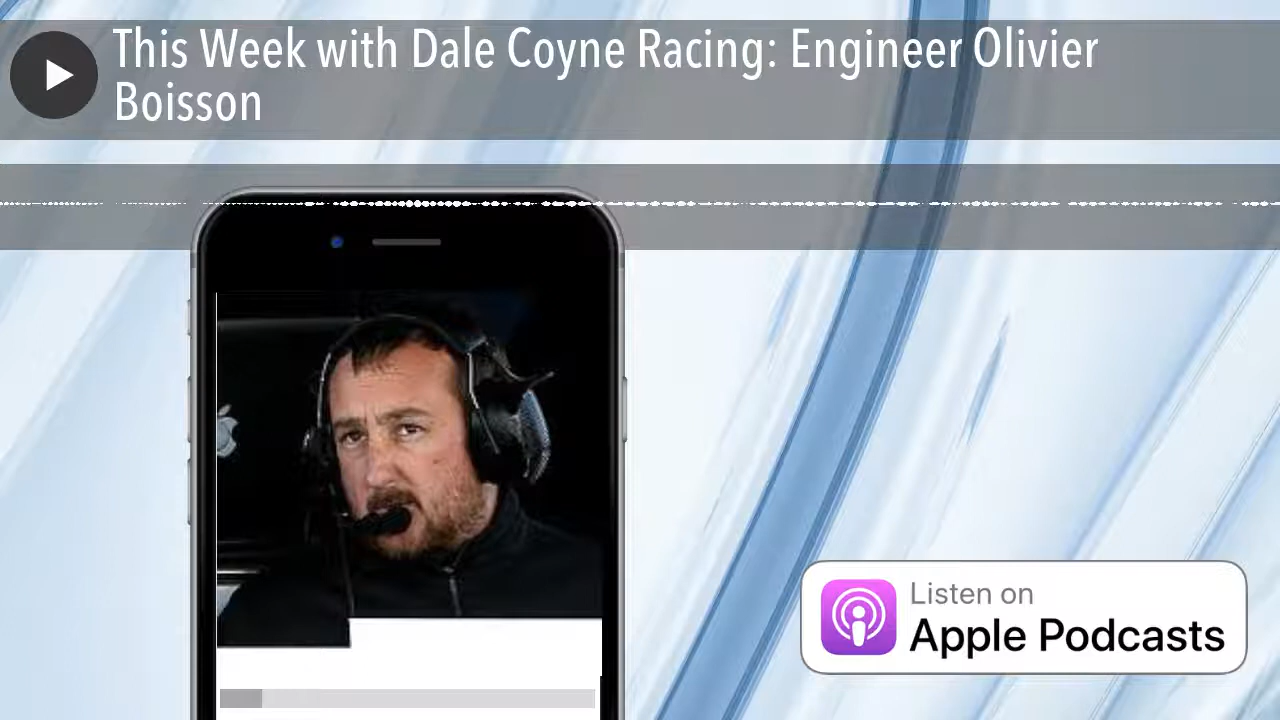 This Week with Dale Coyne Racing: Engineer Olivier
Boisson
Listen on
Apple Podcasts